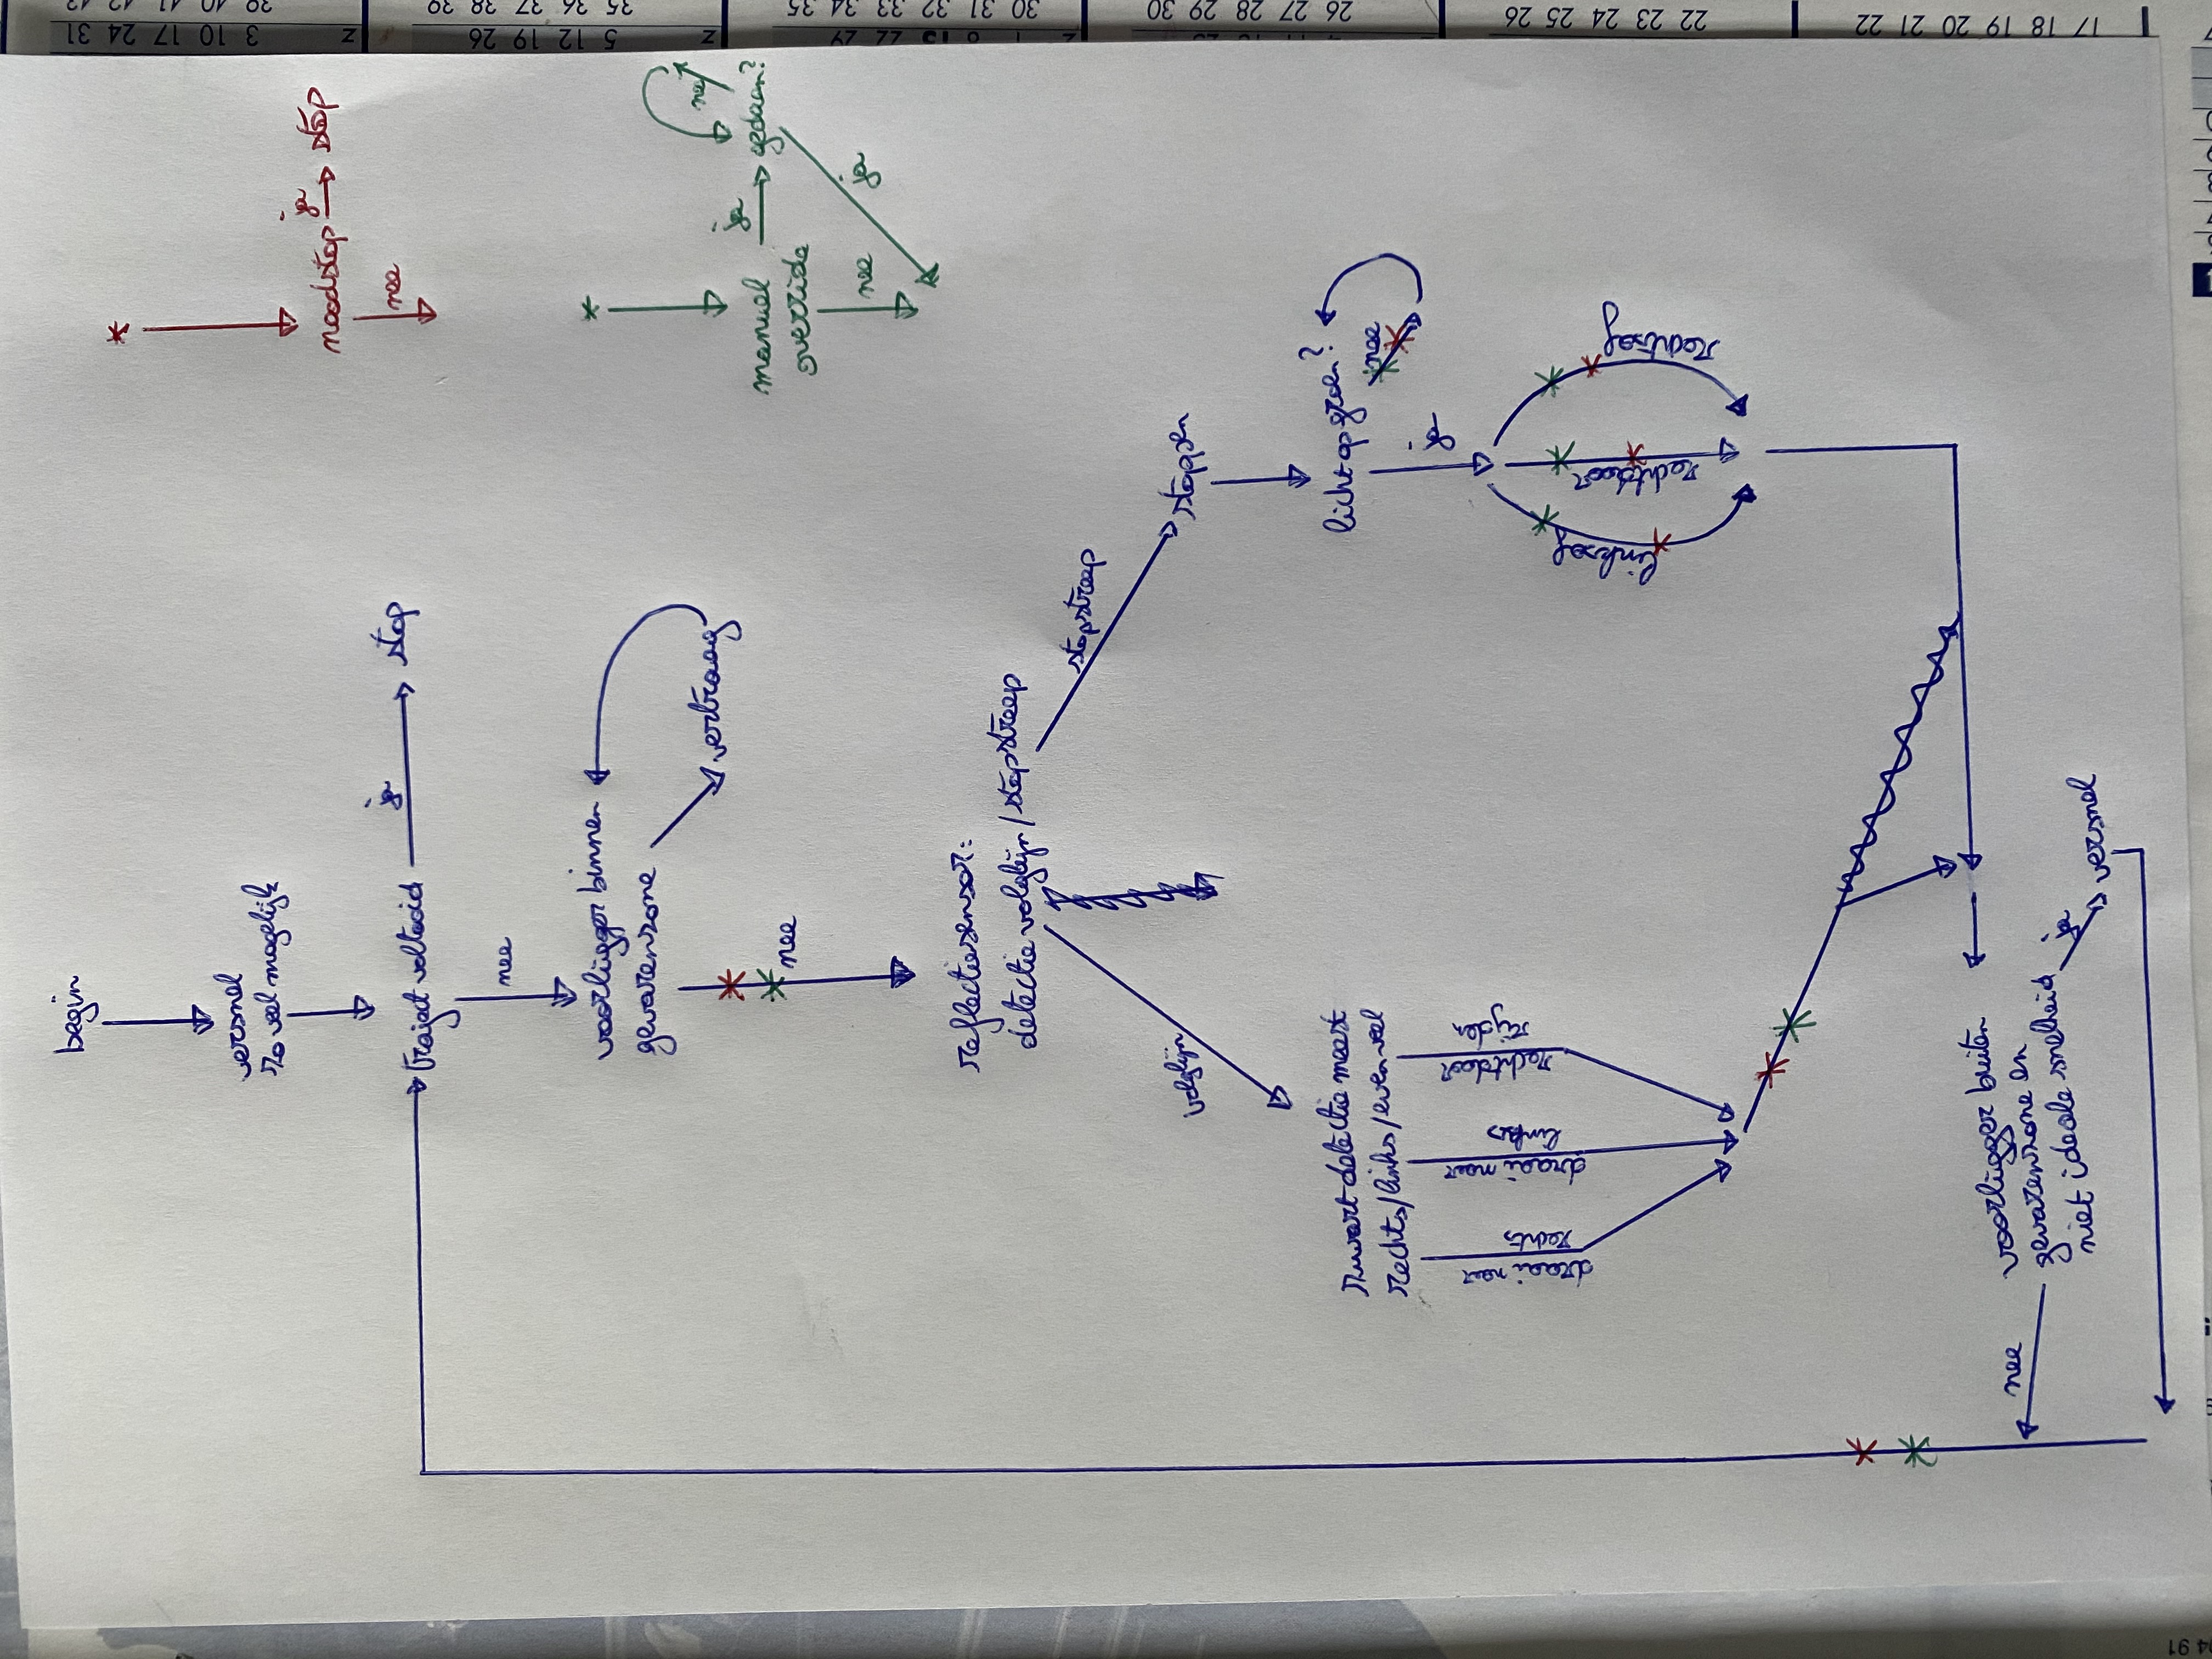 begin
versnel
zo veel mogelijk
traject voltooid
ja
stop
nee
voorligger binnen
gevarenzone
vertraag
nee
reflectiesensor:
detectie volglijn/stopstreep
volglijn
stopstreep
zwart detectie meest
rechts/links/evenveel
draai naar
rechts
draai naar
links
rechtdoor
rijden
stoppen
licht op groen?
nee
ja
linksaf
rechtdoor
rechtsaf
voorligger buiten
gevarenzone en
niet ideale snelheid
nee
ja
versnel
*
noodstop
ja
stop
nee
*
manuel
override
ja
gedaan?
nee
nee
ja
3 10 17 24 31
Z
5 12 19 26
Z
35 36 37 38 39
30 31 32 33 34 35
26 27 28 29 30
22 23 24 25 26
17 18 19 20 21 22